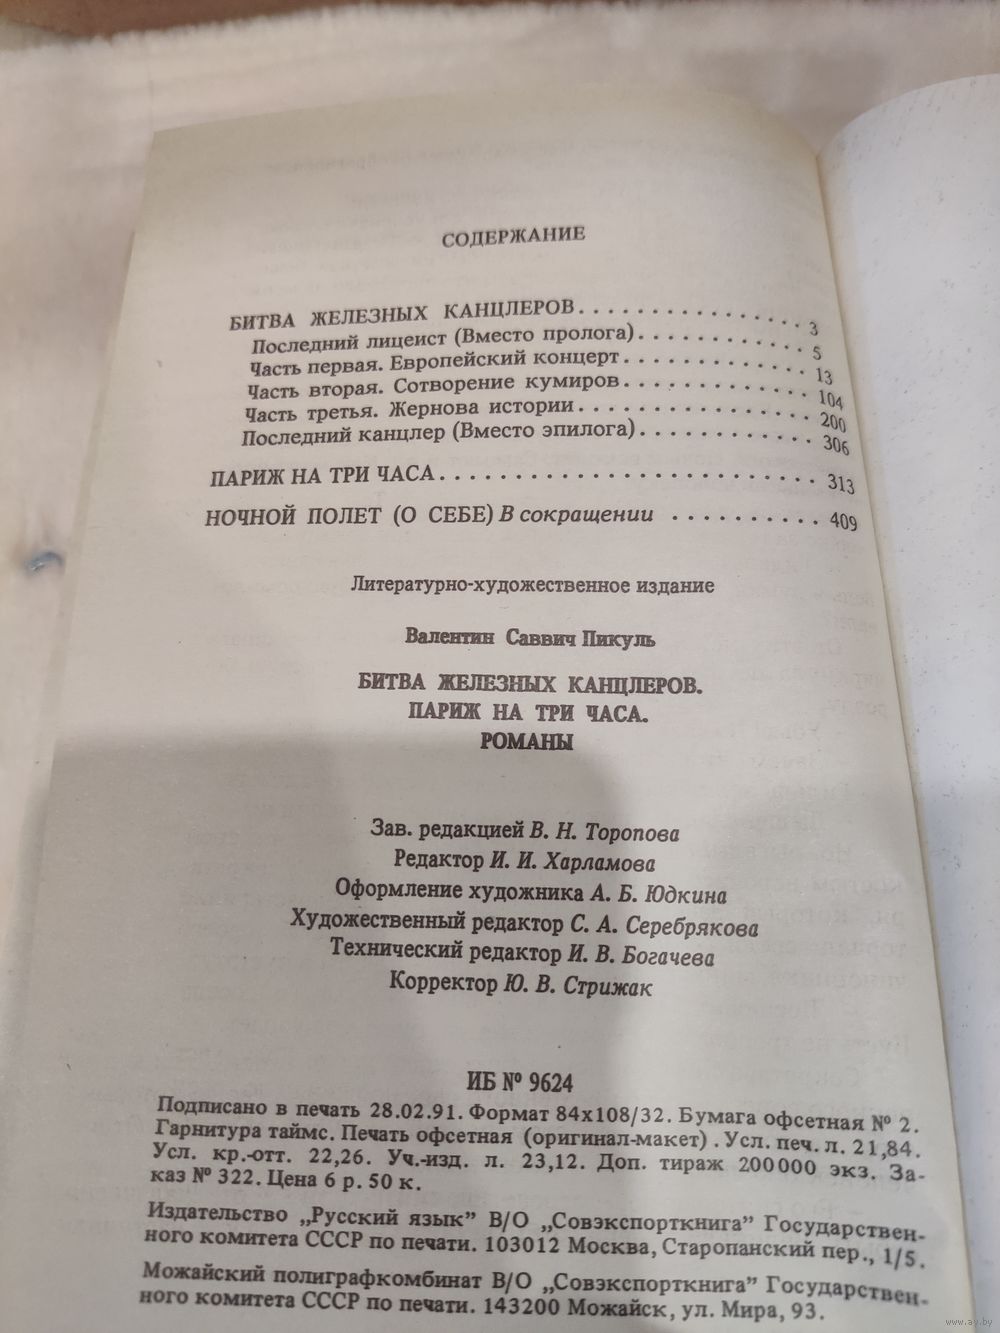 СОДЕРЖАНИЕ
БИТВА ЖЕЛЕЗНЫХ КАНЦЛЕРОВ. . . . . . . . . . . . . . . . 3
Последний лицеист (Вместо пролога) . . . . . . . . . . . . 5
Часть первая. Европейский концерт . . . . . . . . . . . . 13
Часть вторая. Сотворение кумиров . . . . . . . . . . . . 104
Часть третья. Жернова истории . . . . . . . . . . . . . . 200
Последний канцлер (Вместо эпилога) . . . . . . . . . . . 306
ПАРИЖ НА ТРИ ЧАСА . . . . . . . . . . . . . . . . . . . . . . . . . 313
НОЧНОЙ ПОЛЕТ (О СЕБЕ) В сокращении . . . . . . . . . . 409
Литературно-художественное издание
Валентин Саввич Пикуль
БИТВА ЖЕЛЕЗНЫХ КАНЦЛЕРОВ.
ПАРИЖ НА ТРИ ЧАСА.
РОМАНЫ
Зав. редакцией В. Н. Торопова
Редактор И. И. Харламова
Оформление художника А. Б. Юдкина
Художественный редактор С. А. Серебрякова
Технический редактор И. В. Богачева
Корректор Ю. В. Стрижак
ИБ № 9624
Подписано в печать 28.02.91. Формат 84х108/32. Бумага офсетная № 2.
Гарнитура таймс. Печать офсетная (оригинал-макет) . Усл. печ. л. 21,84.
Усл. кр.-отт. 22,26. Уч.-изд. л. 23,12. Доп. тираж 200000 экз. За-
каз № 322. Цена 6 р. 50 к.
Издательство „Русский язык” В/О „Совэкспорткнига” Государствен-
ного комитета СССР по печати. 103012 Москва, Старопанский пер., 1/5.
Можайский полиграфкомбинат В/О „Совэкспорткнига” Государствен-
ного комитета СССР по печати. 143200 Можайск, ул. Мира, 93.
www.ay.by